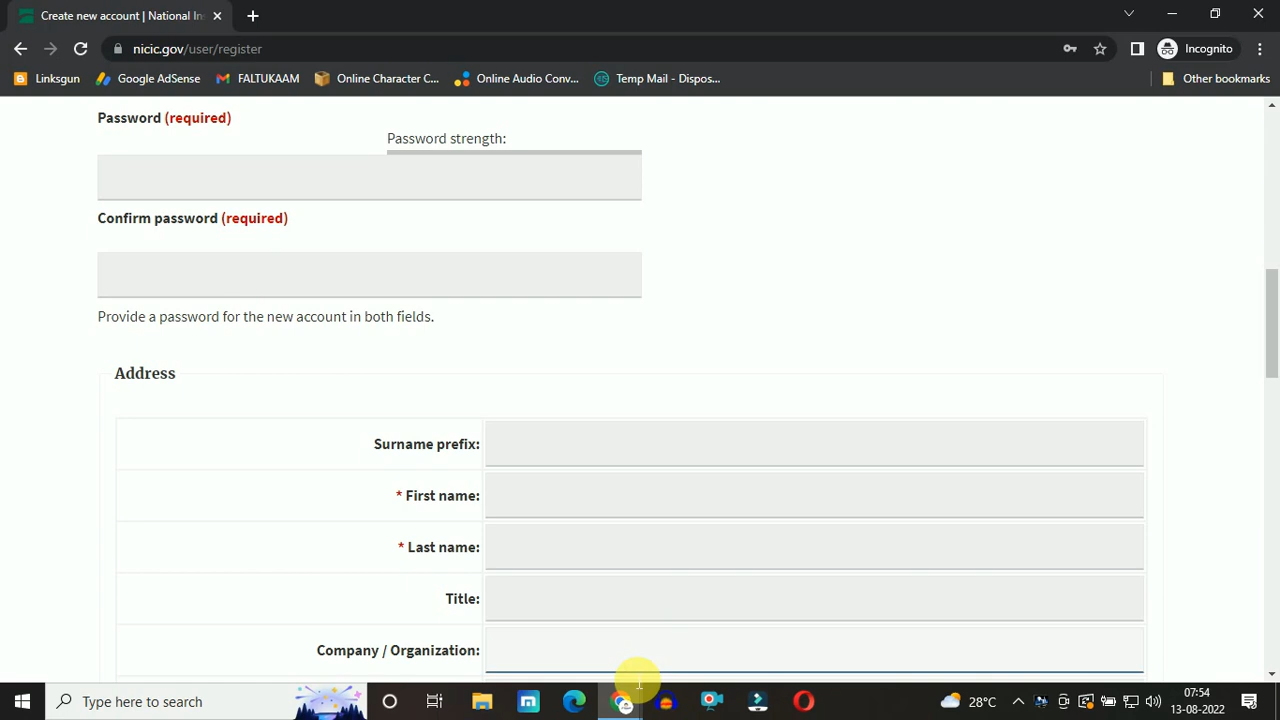 Create new account | National Ins
nicic.gov/user/register
Incognito
Linksgun
Google AdSense
FALTUKAAM
Online Character C...
Online Audio Conv...
Temp Mail - Dispos...
Other bookmarks
Password (required)
Password strength:
Confirm password (required)
Provide a password for the new account in both fields.
Address
Surname prefix:
* First name:
* Last name:
Title:
Company / Organization:
Type here to search
28°C
07:54
13-08-2022